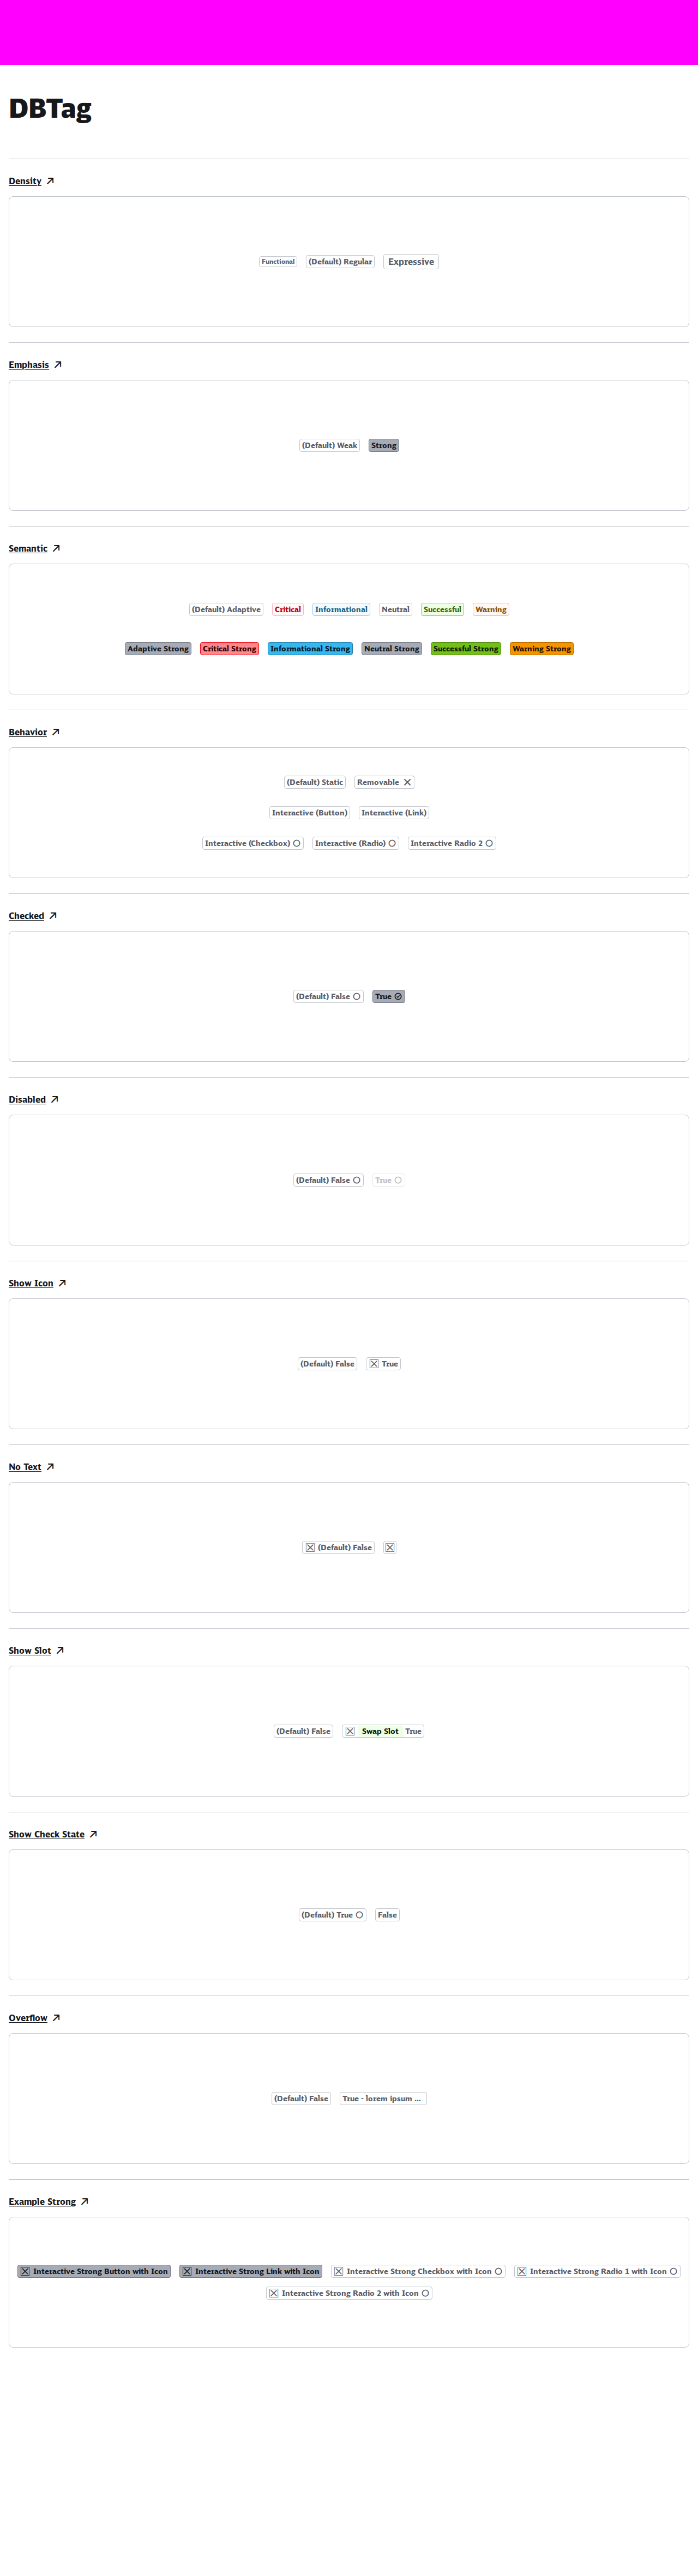 DBTag
Density
Functional (Default) Regular Expressive
Emphasis
(Default) Weak Strong
Semantic
(Default) Adaptive Critical Informational Neutral Successful Warning
Adaptive Strong Critical Strong Informational Strong Neutral Strong Successful Strong Warning Strong
Behavior
(Default) Static Removable
Interactive (Button) Interactive (Link)
Interactive (Checkbox) Interactive (Radio) Interactive Radio 2
Checked
(Default) False True
Disabled
(Default) False True
Show Icon
(Default) False True
No Text
(Default) False
Show Slot
(Default) False Swap Slot True
Show Check State
(Default) True False
Overflow
(Default) False True - lorem ipsum ...
Example Strong
Interactive Strong Button with Icon Interactive Strong Link with Icon Interactive Strong Checkbox with Icon Interactive Strong Radio 1 with Icon
Interactive Strong Radio 2 with Icon